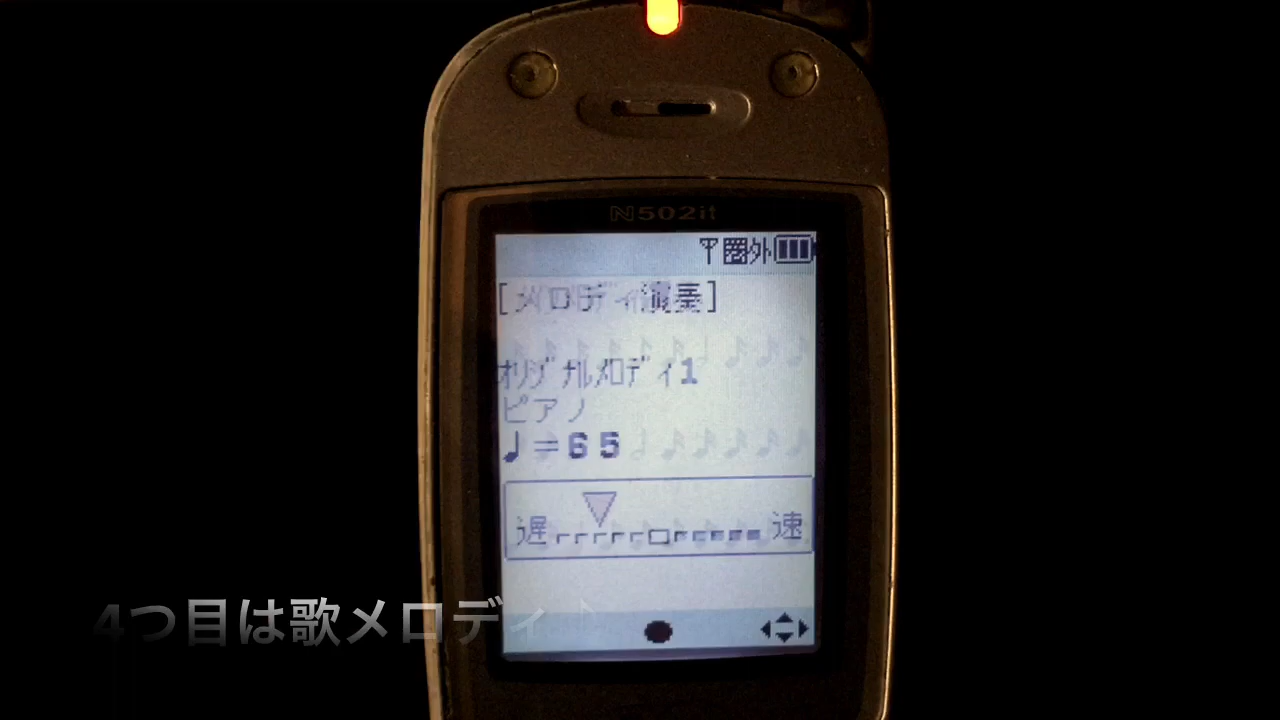 N502it
圏外
[メロディ演奏]
オリジナルメロディ1
ピアノ
♩=65
遅 速
4つ目は歌メロディ♪